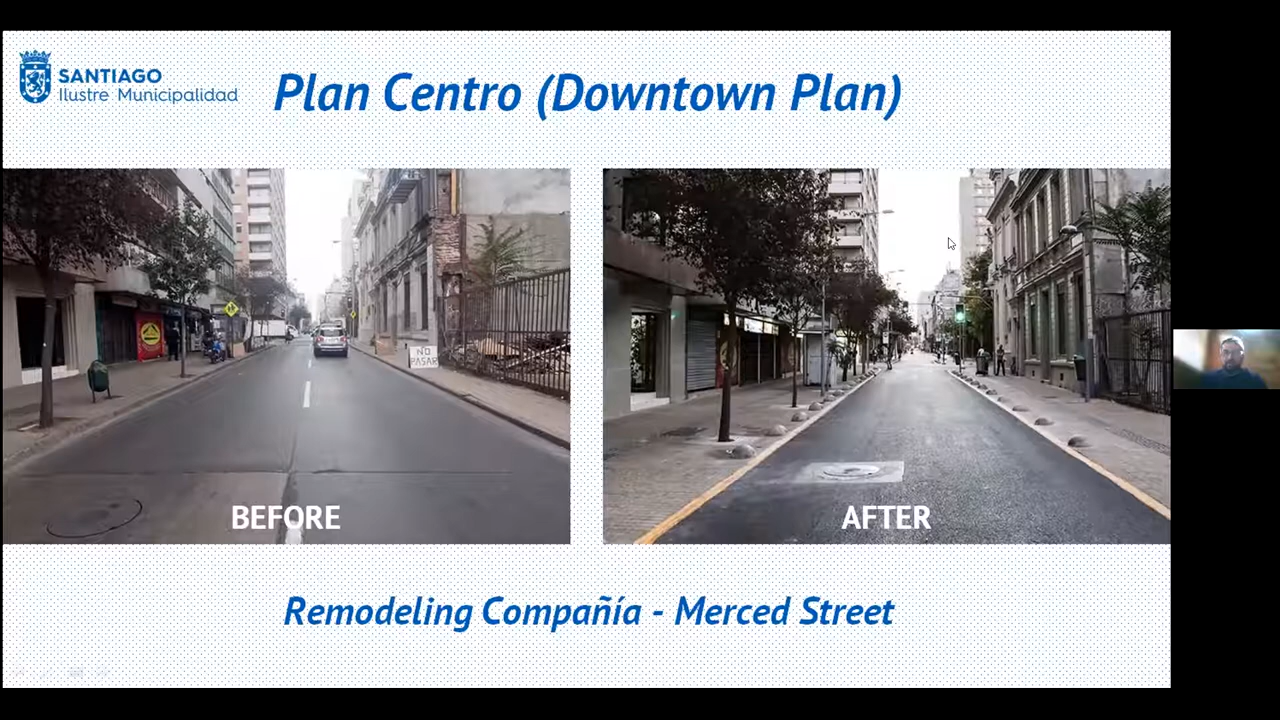 SANTIAGO
Ilustre Municipalidad
Plan Centro (Downtown Plan)
NO
PASAR
BEFORE
AFTER
Remodeling Compañía - Merced Street